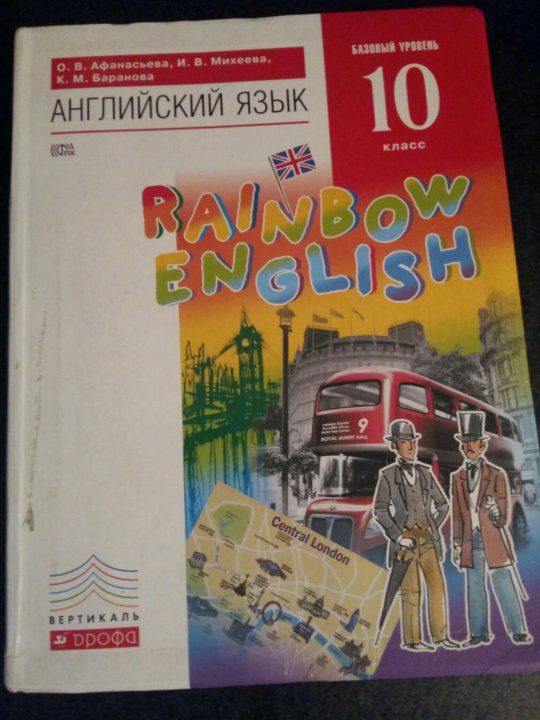 О. В. Афанасьева, И. В. Михеева,
К. М. Баранова
АНГЛИЙСКИЙ ЯЗЫК
БАЗОВЫЙ УРОВЕНЬ
10
КЛАСС
RAINBOW
ENGLISH
9
ROYAL ALBERT HALL
Central London
ВЕРТИКАЛЬ
ДРОФА